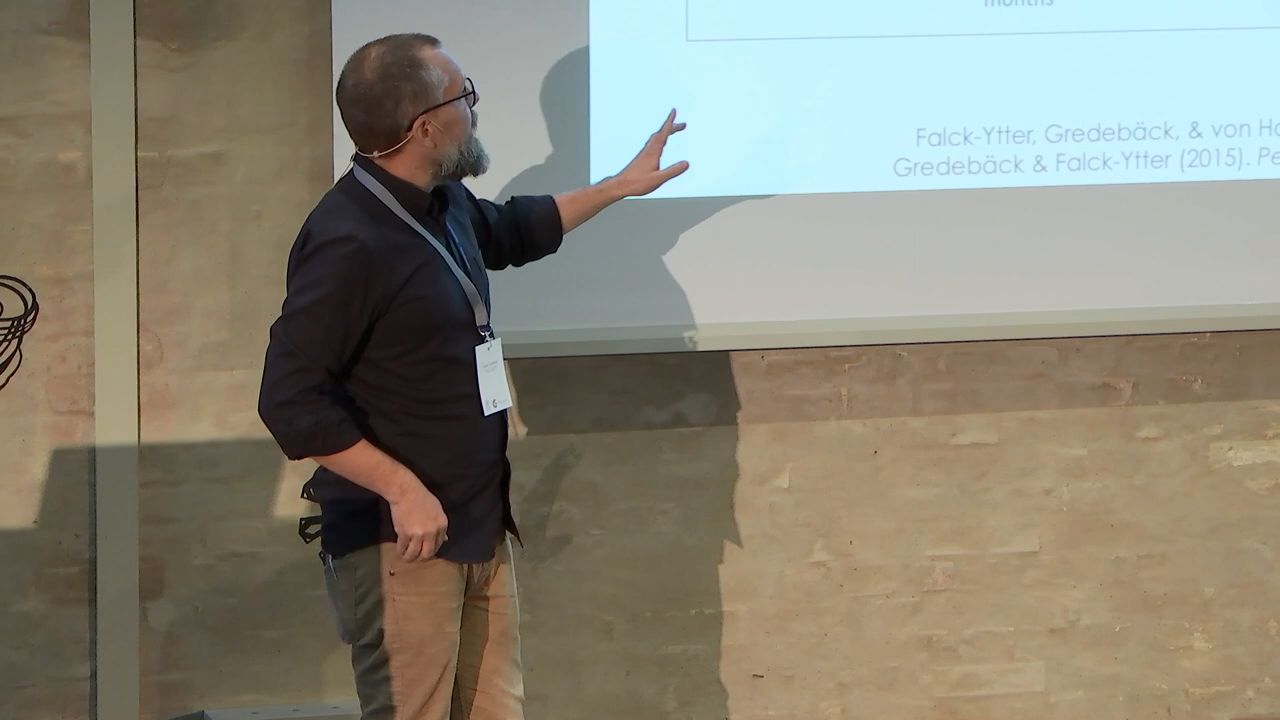 months
Falck-Ytter, Gredebäck, & von Ho
Gredebäck & Falck-Ytter (2015). Pe